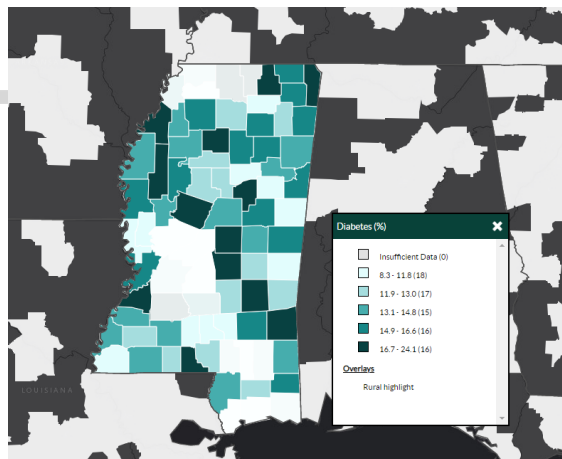 Diabetes (%)
Insufficient Data (0)
8.3 - 11.8 (18)
11.9 - 13.0 (17)
13.1 - 14.8 (15)
14.9 - 16.6 (16)
16.7 - 24.1 (16)
Overlays
Rural highlight
LOUISIANA